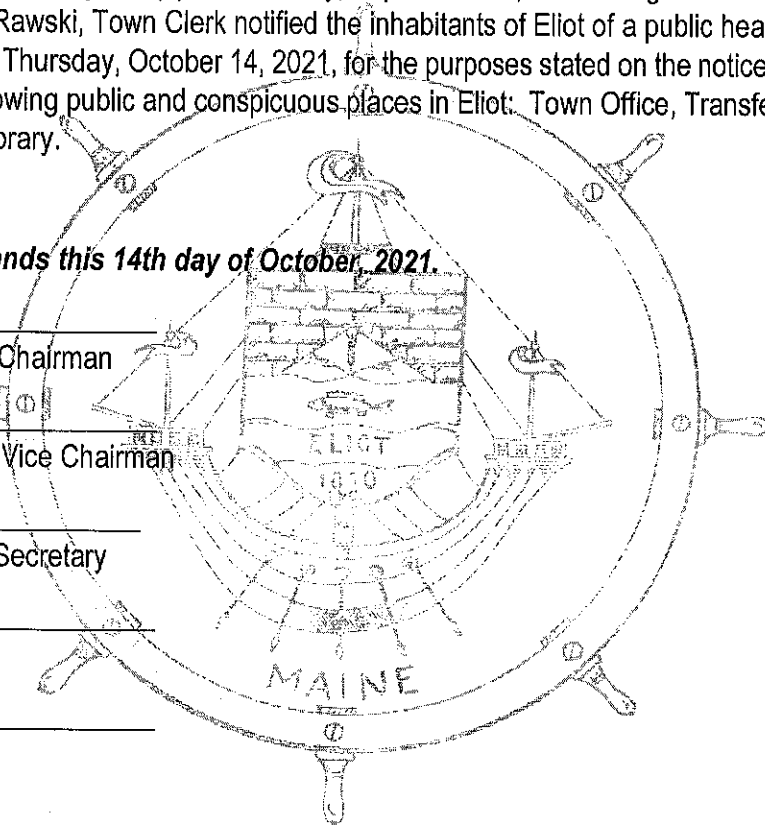 Rawski, Town Clerk notified the inhabitants of Eliot of a public hea
Thursday, October 14, 2021, for the purposes stated on the notice
owing public and conspicuous places in Eliot: Town Office, Transfe
orary.
nds this 14th day of October, 2021.
Chairman
Vice Chairman
Secretary
ELIOT
MAINE